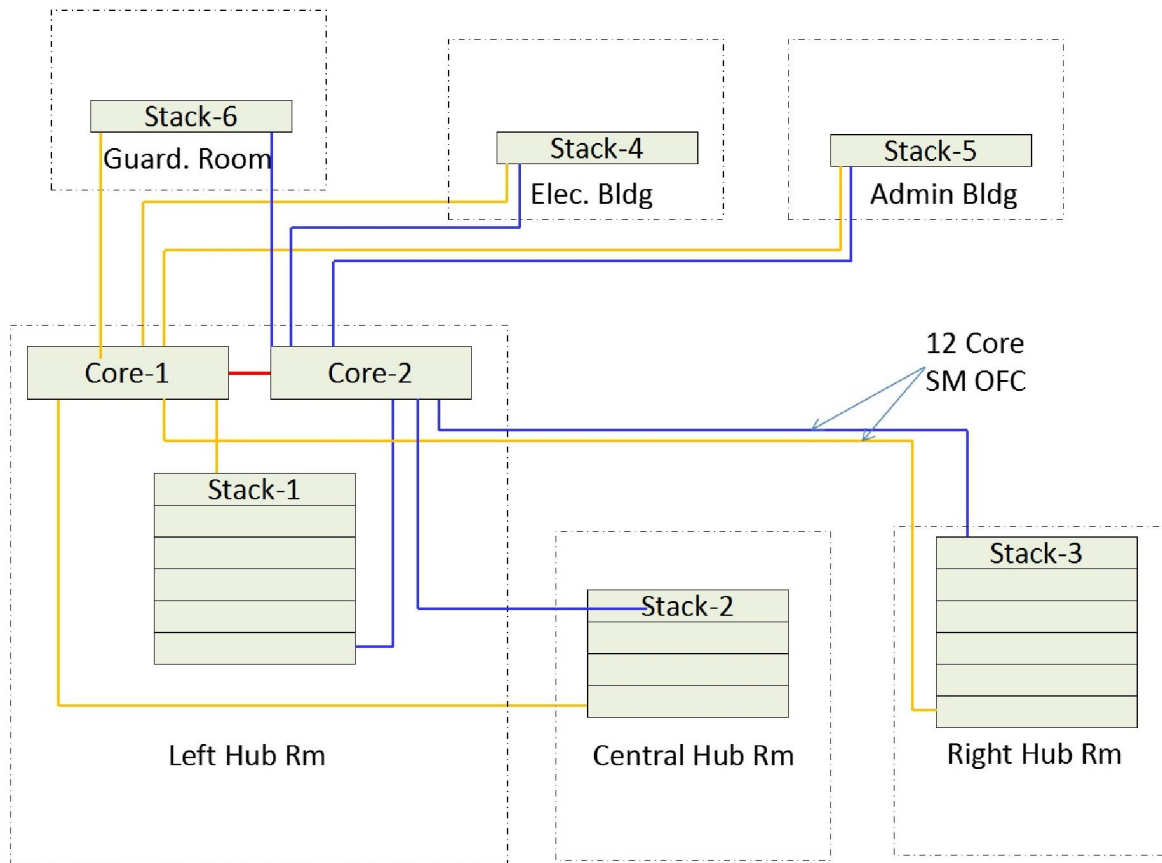 Stack-6
Guard. Room
Stack-4
Elec. Bldg
Stack-5
Admin Bldg
Core-1
Core-2
12 Core
SM OFC
Stack-1
Stack-2
Stack-3
Left Hub Rm
Central Hub Rm
Right Hub Rm